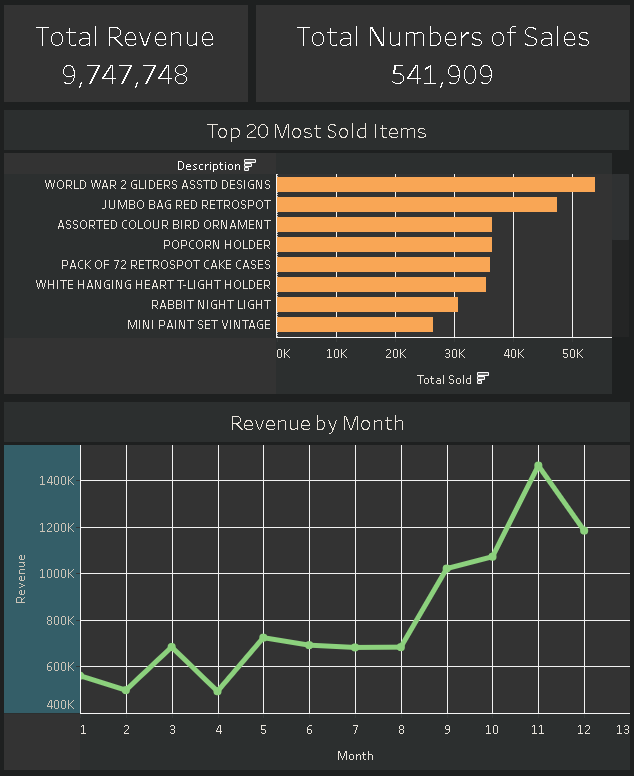 Total Revenue
9,747,748
Total Numbers of Sales
541,909
Top 20 Most Sold Items
Description
WORLD WAR 2 GLIDERS ASSTD DESIGNS
JUMBO BAG RED RETROSPOT
ASSORTED COLOUR BIRD ORNAMENT
POPCORN HOLDER
PACK OF 72 RETROSPOT CAKE CASES
WHITE HANGING HEART T-LIGHT HOLDER
RABBIT NIGHT LIGHT
MINI PAINT SET VINTAGE
0K 10K 20K 30K 40K 50K
Total Sold
Revenue by Month
1400K
1200K
1000K
800K
600K
400K
Revenue
1 2 3 4 5 6 7 8 9 10 11 12 13
Month